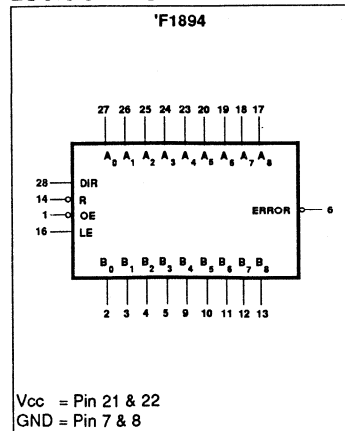 'F1894
27 26 25 24 23 20 19 18 17
A0 A1 A2 A3 A4 A5 A6 A7 A8
28 DIR
14 R
ERROR 6
1 OE
16 LE
B0 B1 B2 B3 B4 B5 B6 B7 B8
2 3 4 5 9 10 11 12 13
Vcc = Pin 21 & 22
GND = Pin 7 & 8